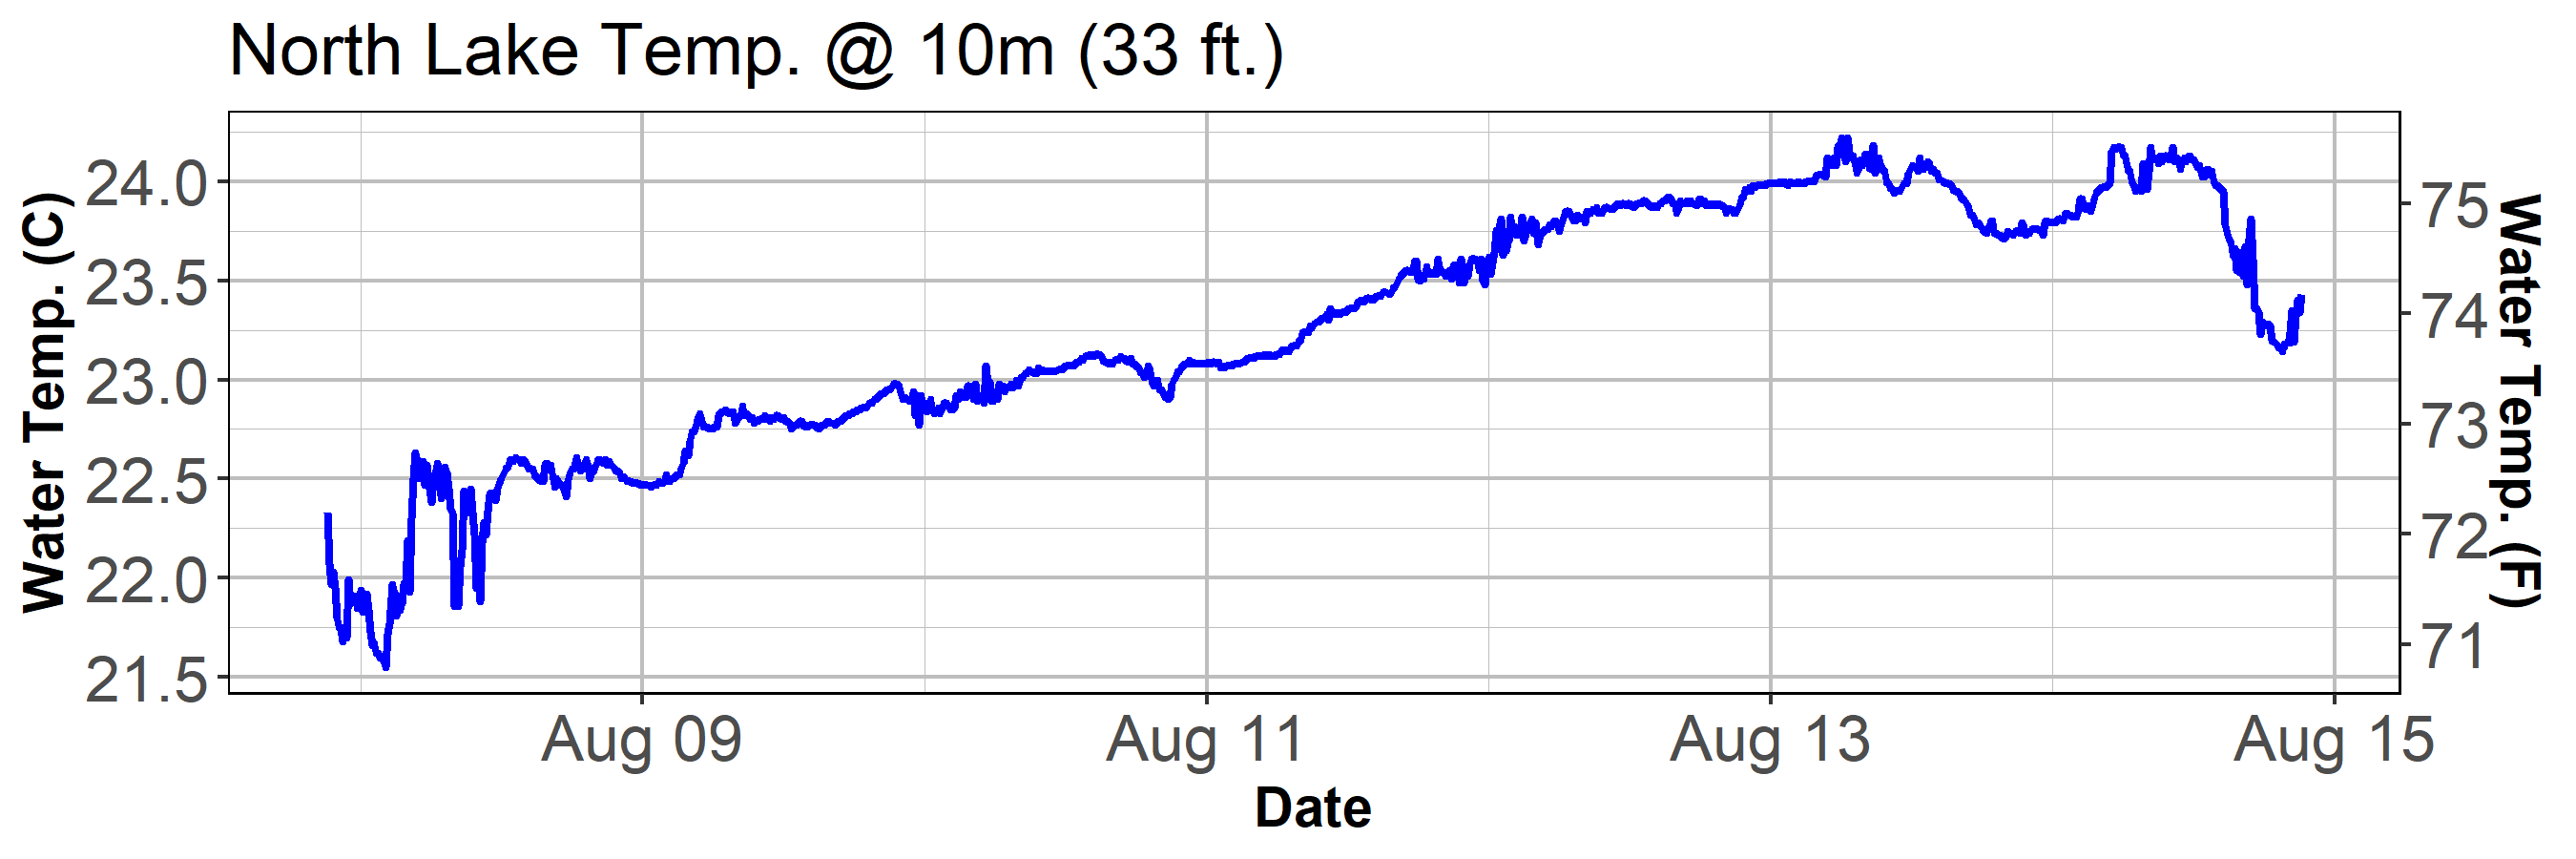 North Lake Temp. @ 10m (33 ft.)
Water Temp. (C)
24.0
23.5
23.0
22.5
22.0
21.5
75
74
73
72
71
Water Temp. (F)
Aug 09
Aug 11
Aug 13
Aug 15
Date